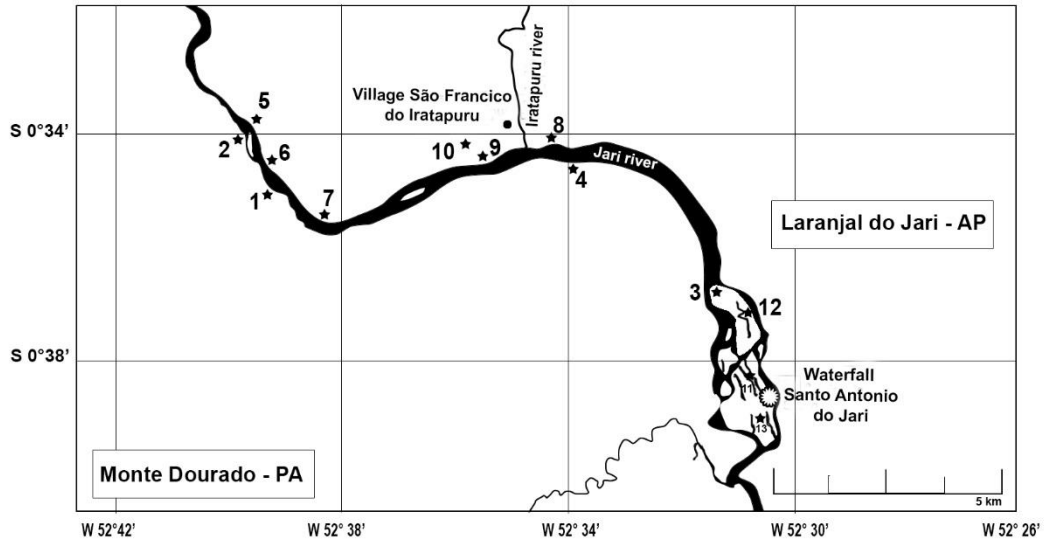 5
S 0°34'
2
6
1
7
Village São Francico
do Iratapuru
Iratapuru river
10
9
8
4
Jari river
Laranjal do Jari - AP
3
12
S 0°38'
11
13
Waterfall
Santo Antonio
do Jari
Monte Dourado - PA
5 km
W 52°42'
W 52°38'
W 52° 34'
W 52°30'
W 52° 26'